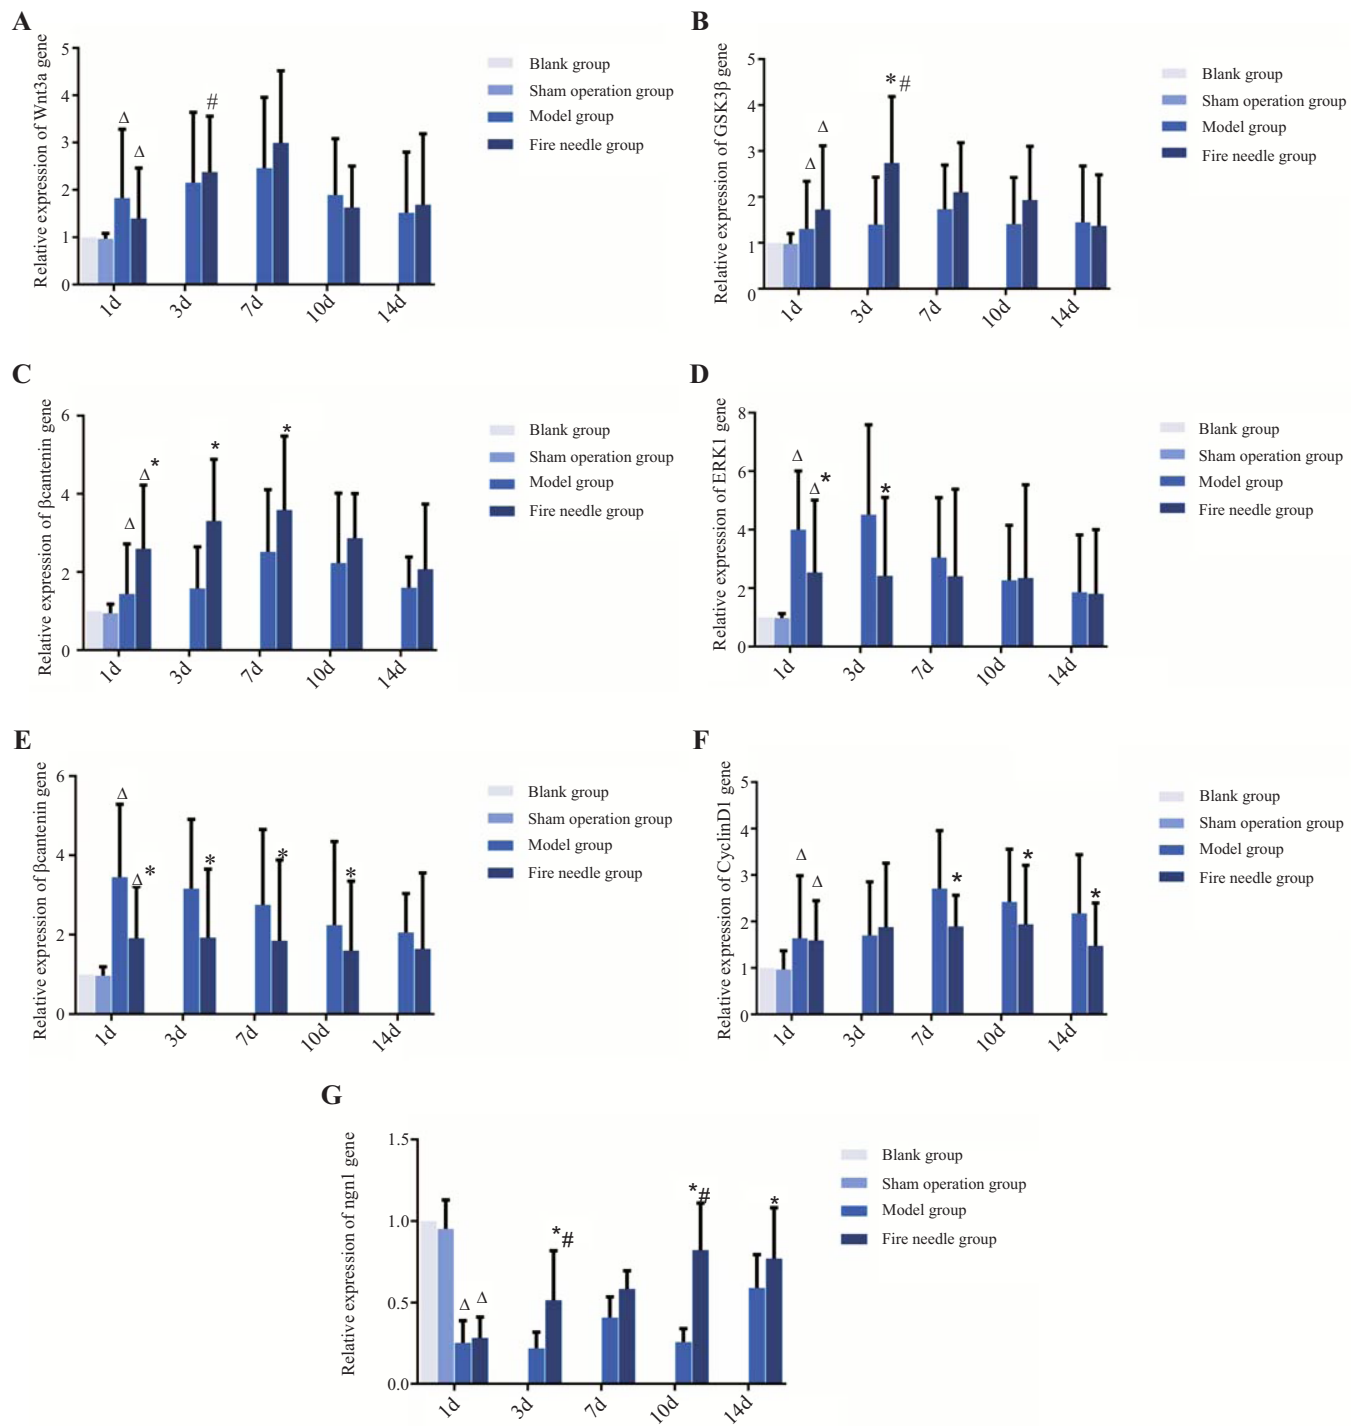 A
Relative expression of Wnt3a gene
5
4
3
2
1
0
Δ
Δ
#
1d
3d
7d
10d
14d
Blank group
Sham operation group
Model group
Fire needle group
B
Relative expression of GSK3β gene
5
4
3
2
1
0
Δ
Δ
*#
1d
3d
7d
10d
14d
Blank group
Sham operation group
Model group
Fire needle group
C
Relative expression of βcantenin gene
6
4
2
0
Δ
Δ*
*
*
1d
3d
7d
10d
14d
Blank group
Sham operation group
Model group
Fire needle group
D
Relative expression of ERK1 gene
8
6
4
2
0
Δ
Δ*
*
1d
3d
7d
10d
14d
Blank group
Sham operation group
Model group
Fire needle group
E
Relative expression of βcantenin gene
6
4
2
0
Δ
Δ*
*
*
*
1d
3d
7d
10d
14d
Blank group
Sham operation group
Model group
Fire needle group
F
Relative expression of CyclinD1 gene
5
4
3
2
1
0
Δ
Δ
*
*
*
1d
3d
7d
10d
14d
Blank group
Sham operation group
Model group
Fire needle group
G
Relative expression of ngn1 gene
1.5
1.0
0.5
0.0
Δ
Δ
*#
*#
*
1d
3d
7d
10d
14d
Blank group
Sham operation group
Model group
Fire needle group